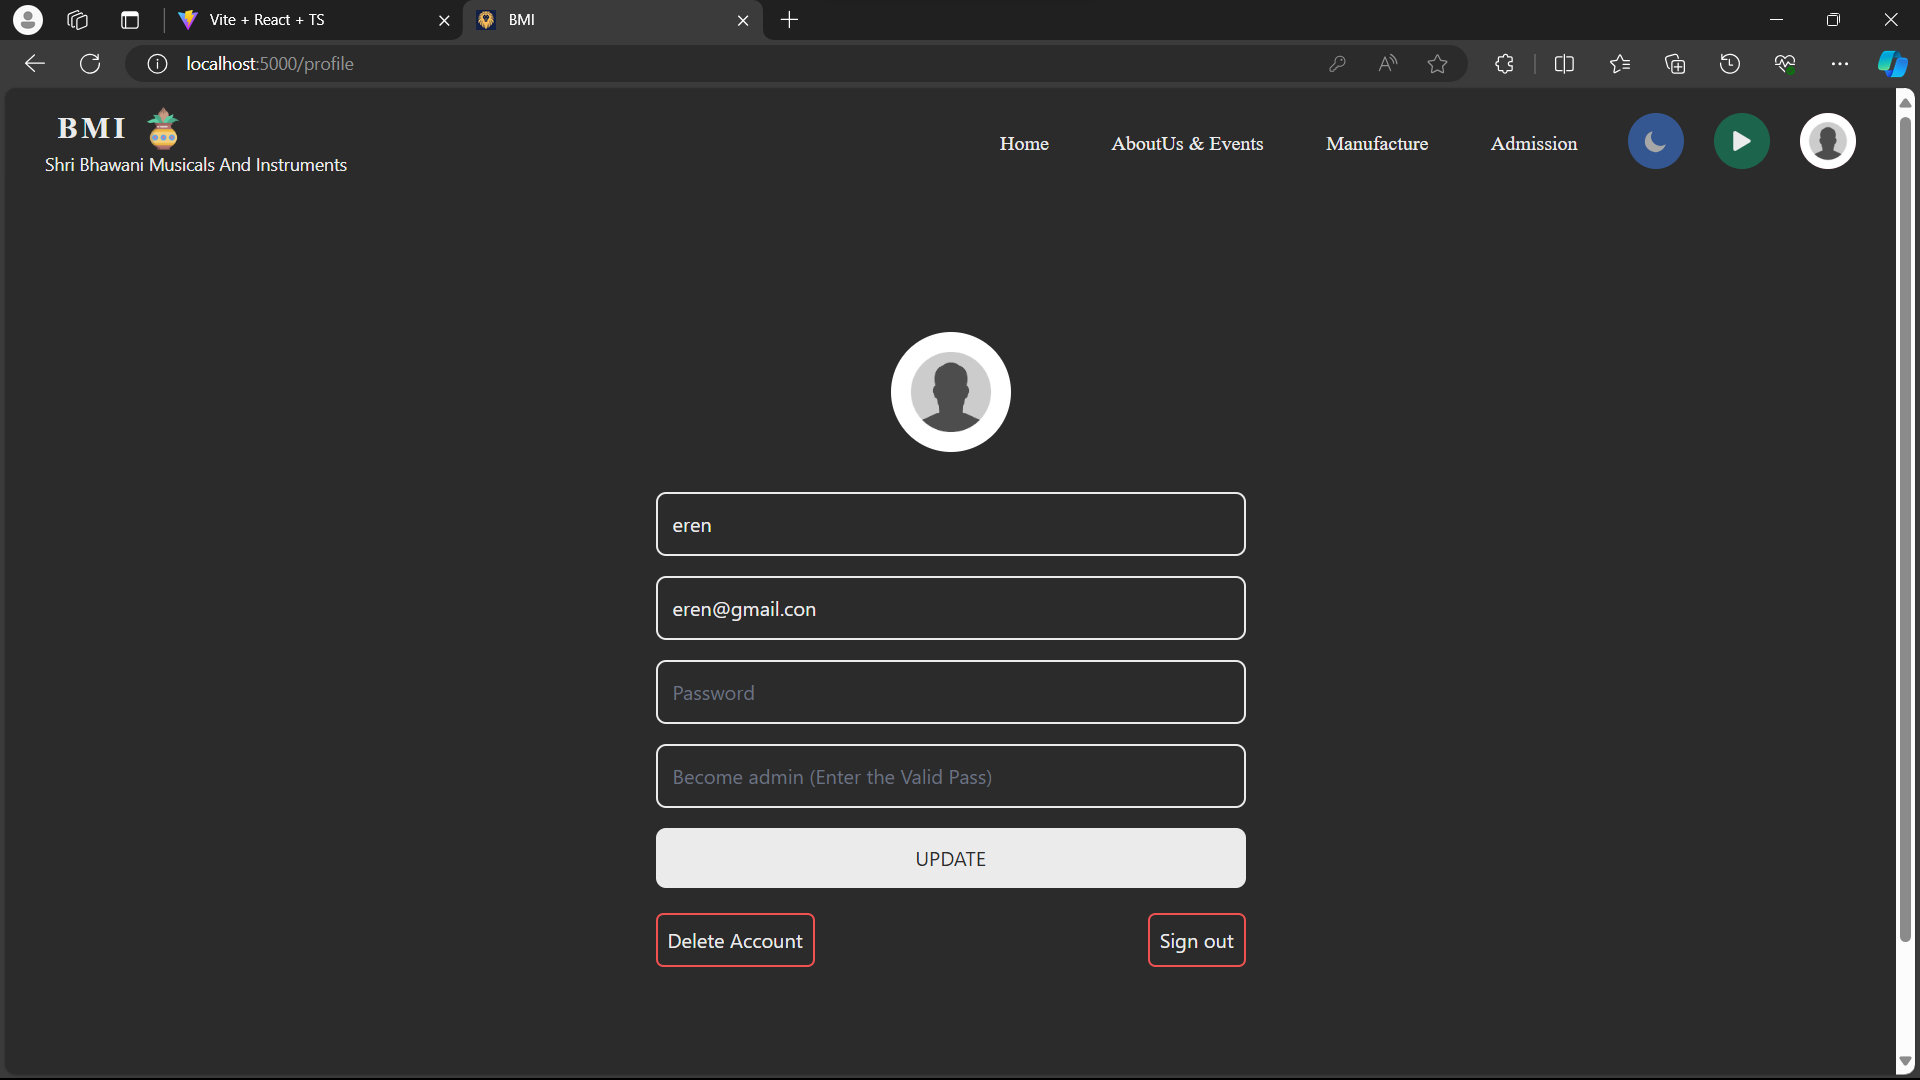 Vite + React + TS
BMI
localhost:5000/profile
BMI
Shri Bhawani Musicals And Instruments
Home
AboutUs & Events
Manufacture
Admission
eren
eren@gmail.con
Password
Become admin (Enter the Valid Pass)
UPDATE
Delete Account
Sign out